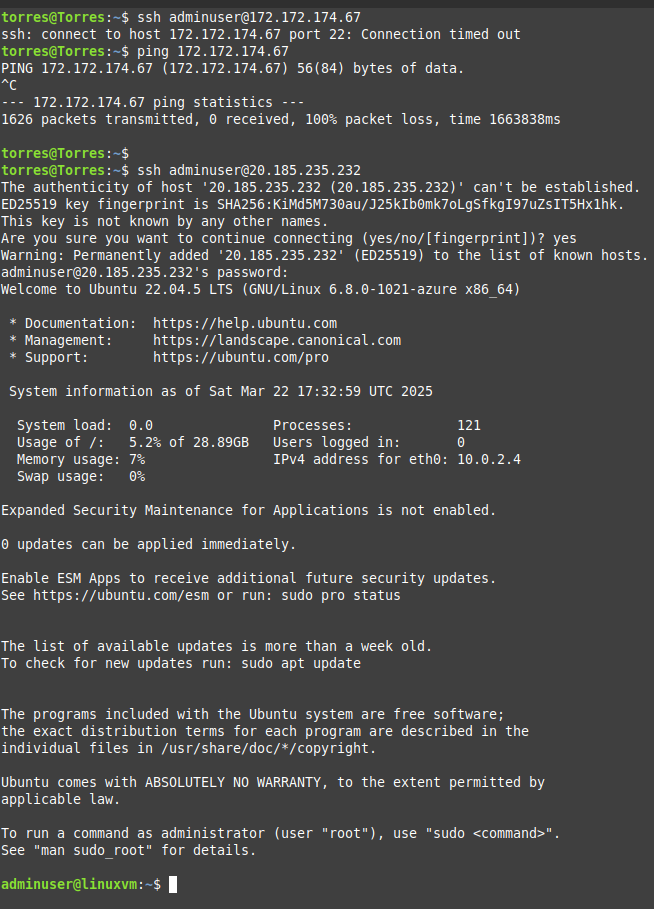 torres@Torres:~$ ssh adminuser@172.172.174.67
ssh: connect to host 172.172.174.67 port 22: Connection timed out
torres@Torres:~$ ping 172.172.174.67
PING 172.172.174.67 (172.172.174.67) 56(84) bytes of data.
^C
--- 172.172.174.67 ping statistics ---
1626 packets transmitted, 0 received, 100% packet loss, time 1663838ms
torres@Torres:~$
torres@Torres:~$ ssh adminuser@20.185.235.232
The authenticity of host '20.185.235.232 (20.185.235.232)' can't be established.
ED25519 key fingerprint is SHA256:KiMd5M730au/J25kIb0mk7oLgSfkgI97uZsIT5Hx1hk.
This key is not known by any other names.
Are you sure you want to continue connecting (yes/no/[fingerprint])? yes
Warning: Permanently added '20.185.235.232' (ED25519) to the list of known hosts.
adminuser@20.185.235.232's password:
Welcome to Ubuntu 22.04.5 LTS (GNU/Linux 6.8.0-1021-azure x86_64)
* Documentation:  https://help.ubuntu.com
* Management:     https://landscape.canonical.com
* Support:        https://ubuntu.com/pro
System information as of Sat Mar 22 17:32:59 UTC 2025
System load:  0.0               Processes:             121
Usage of /:   5.2% of 28.89GB   Users logged in:       0
Memory usage: 7%                IPv4 address for eth0: 10.0.2.4
Swap usage:   0%
Expanded Security Maintenance for Applications is not enabled.
0 updates can be applied immediately.
Enable ESM Apps to receive additional future security updates.
See https://ubuntu.com/esm or run: sudo pro status
The list of available updates is more than a week old.
To check for new updates run: sudo apt update
The programs included with the Ubuntu system are free software;
the exact distribution terms for each program are described in the
individual files in /usr/share/doc/*/copyright.
Ubuntu comes with ABSOLUTELY NO WARRANTY, to the extent permitted by
applicable law.
To run a command as administrator (user "root"), use "sudo <command>".
See "man sudo_root" for details.
adminuser@linuxvm:~$